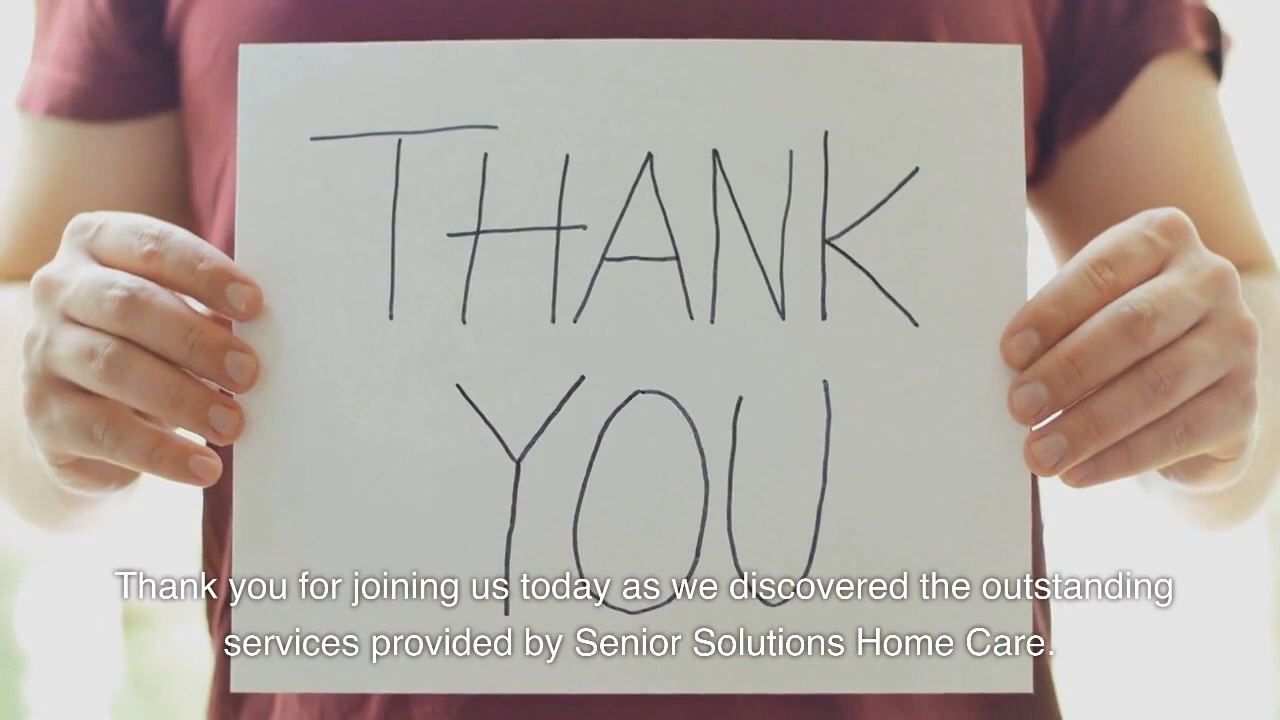 THANK
YOU
Thank you for joining us today as we discovered the outstanding
services provided by Senior Solutions Home Care.